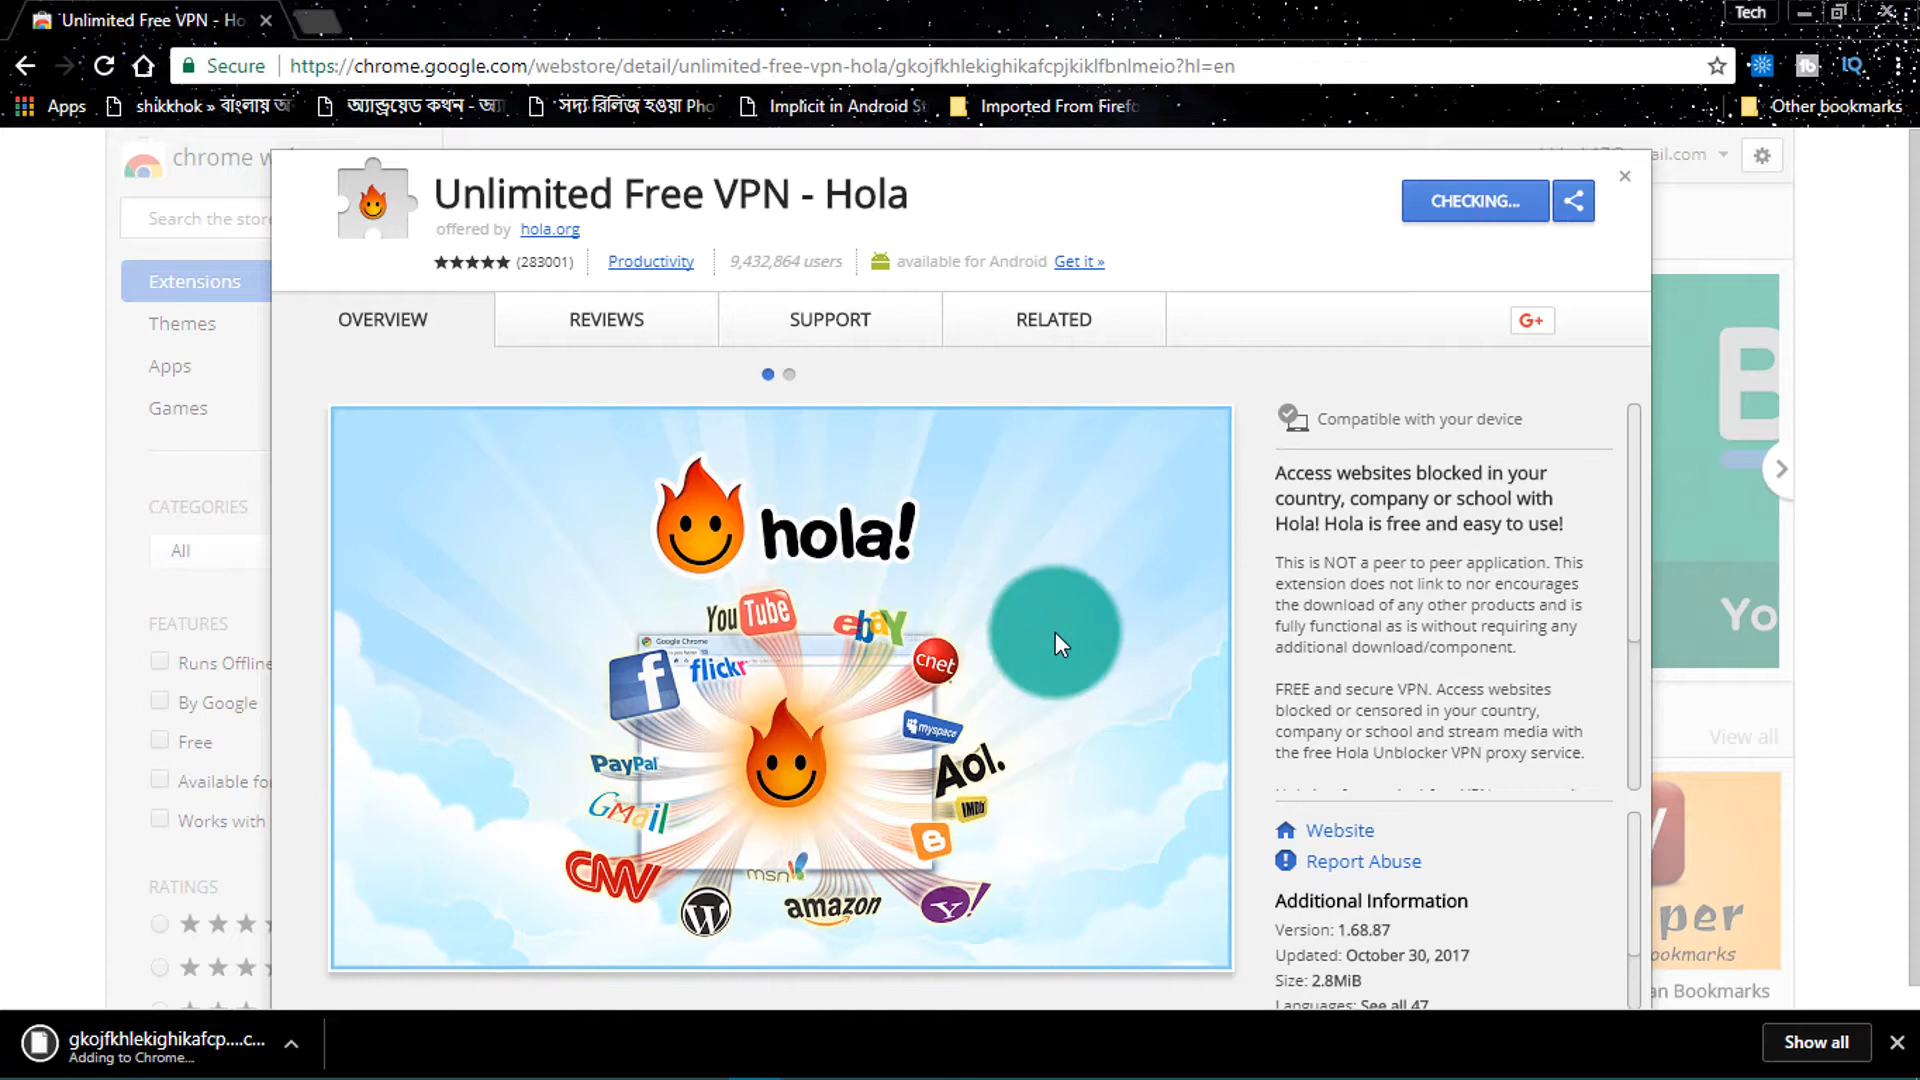 Unlimited Free VPN - Ho
Tech
Secure
https://chrome.google.com/webstore/detail/unlimited-free-vpn-hola/gkojfkhlekighikafcpjkiklfbnlmeio?hl=en
Apps
shikkhok » বাংলায় অ
অ্যান্ড্রয়েড কথন - অ্যা
সদ্য রিলিজ হওয়া Pho
Implicit in Android St
Imported From Firefo
Other bookmarks
chrome w
ail.com
Unlimited Free VPN - Hola
CHECKING...
offered by hola.org
(283001)
Productivity
9,432,864 users
available for Android Get it »
Search the store
Extensions
Themes
Apps
Games
CATEGORIES
All
FEATURES
Runs Offline
By Google
Free
Available for
Works with
RATINGS
OVERVIEW
REVIEWS
SUPPORT
RELATED
G+
hola!
YouTube
ebay
Google Chrome
flickr
cnet
f
myspace
PayPal
Aol.
IMDb
Gmail
B
CNN
msn
W
amazon
Y!
Compatible with your device
Access websites blocked in your
country, company or school with
Hola! Hola is free and easy to use!
This is NOT a peer to peer application. This
extension does not link to nor encourages
the download of any other products and is
fully functional as is without requiring any
additional download/component.
FREE and secure VPN. Access websites
blocked or censored in your country,
company or school and stream media with
the free Hola Unblocker VPN proxy service.
Website
Report Abuse
Additional Information
Version: 1.68.87
Updated: October 30, 2017
Size: 2.8MiB
Languages: See all 47
B
Yo
View all
per
ookmarks
an Bookmarks
gkojfkhlekighikafcp....c...
Adding to Chrome...
Show all